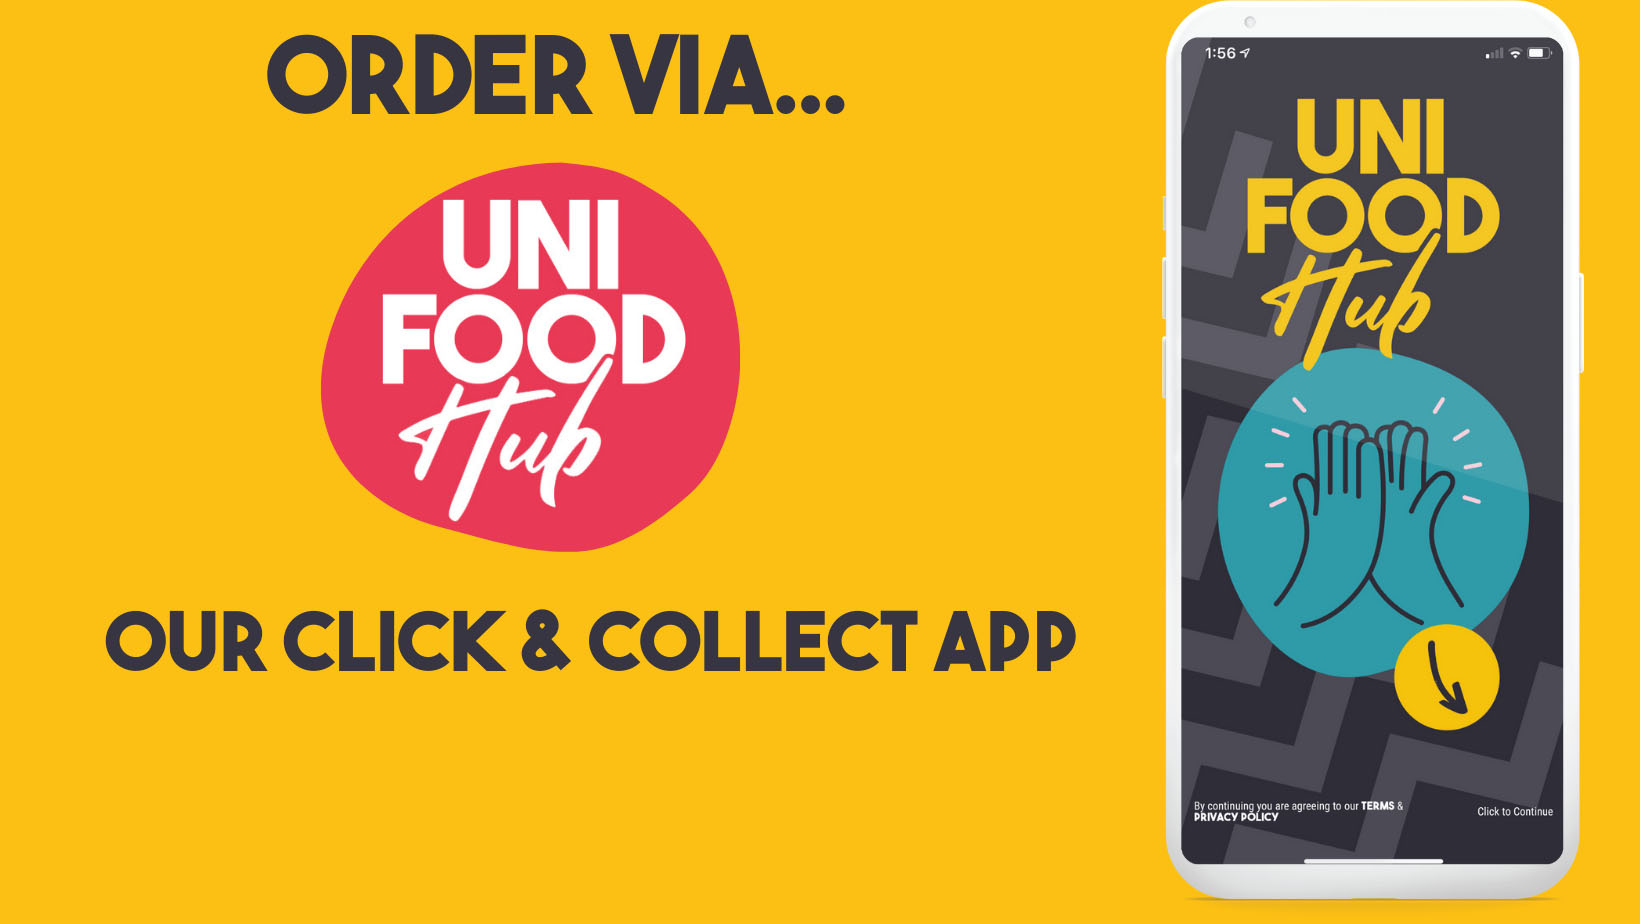 ORDER VIA...
UNI
FOOD
Hub
OUR CLICK & COLLECT APP
1:56
UNI
FOOD
Hub
By continuing you are agreeing to our TERMS &
PRIVACY POLICY
Click to Continue